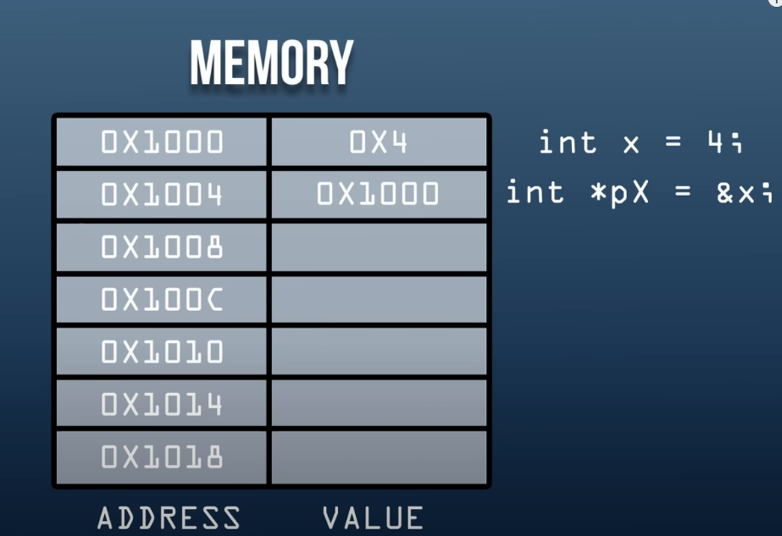 MEMORY
0X1000 0X4 int x = 4;
0X1004 0X1000 int *pX = &x;
0X1008
0X100C
0X1010
0X1014
0X1018
ADDRESS VALUE